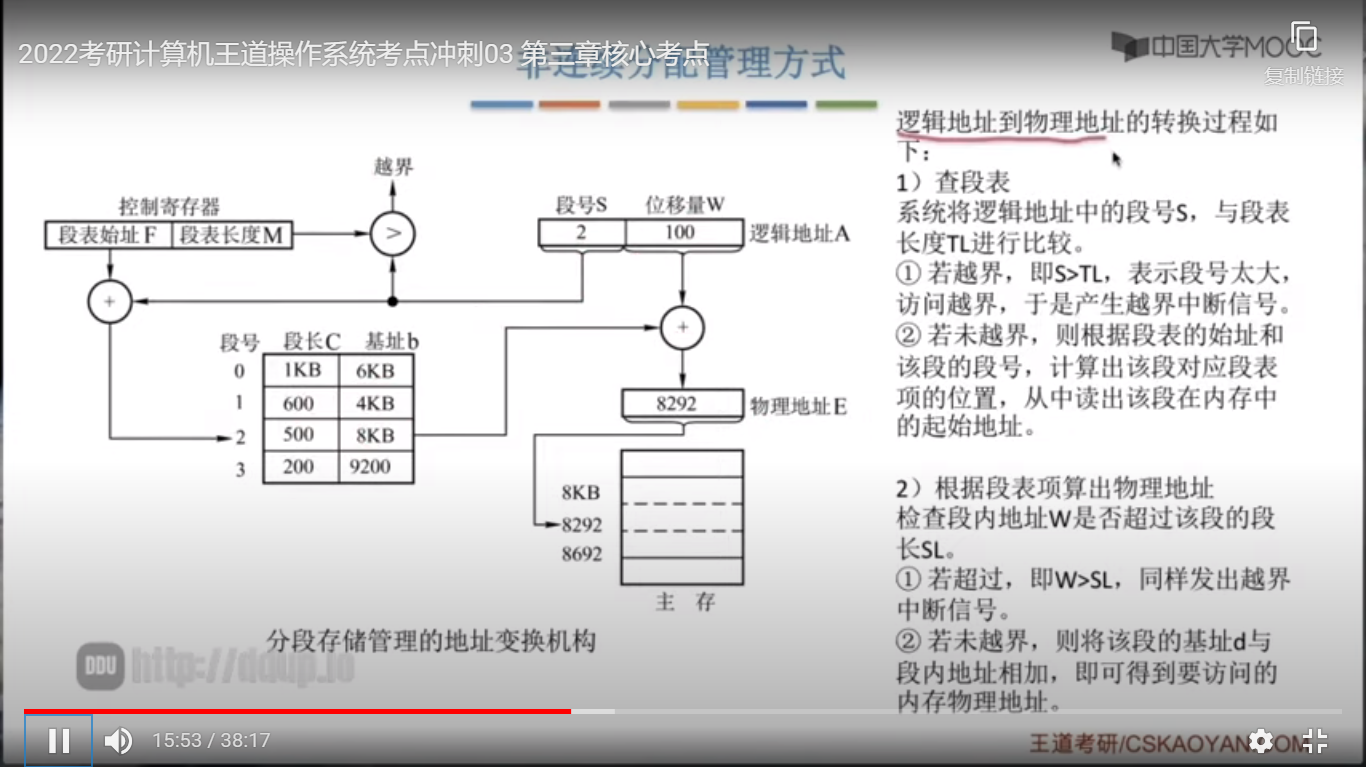 2022考研计算机王道操作系统考点冲刺03 第三章核心考点
非连续分配管理方式
中国大学MOOC
复制链接
越界
控制寄存器
段表始址F 段表长度M
>
段号S 位移量W
2 100 逻辑地址A
+
+
段号 段长C 基址b
0 1KB 6KB
1 600 4KB
2 500 8KB
3 200 9200
8292 物理地址E
8KB
8292
8692
主 存
分段存储管理的地址变换机构
DDU http://ddup.io
逻辑地址到物理地址的转换过程如
下：
1）查段表
系统将逻辑地址中的段号S，与段表
长度TL进行比较。
① 若越界，即S>TL，表示段号太大，
访问越界，于是产生越界中断信号。
② 若未越界，则根据段表的始址和
该段的段号，计算出该段对应段表
项的位置，从中读出该段在内存中
的起始地址。
2）根据段表项算出物理地址
检查段内地址W是否超过该段的段
长SL。
① 若超过，即W>SL，同样发出越界
中断信号。
② 若未越界，则将该段的基址d与
段内地址相加，即可得到要访问的
内存物理地址。
15:53 / 38:17
王道考研/CSKAOYAN.COM